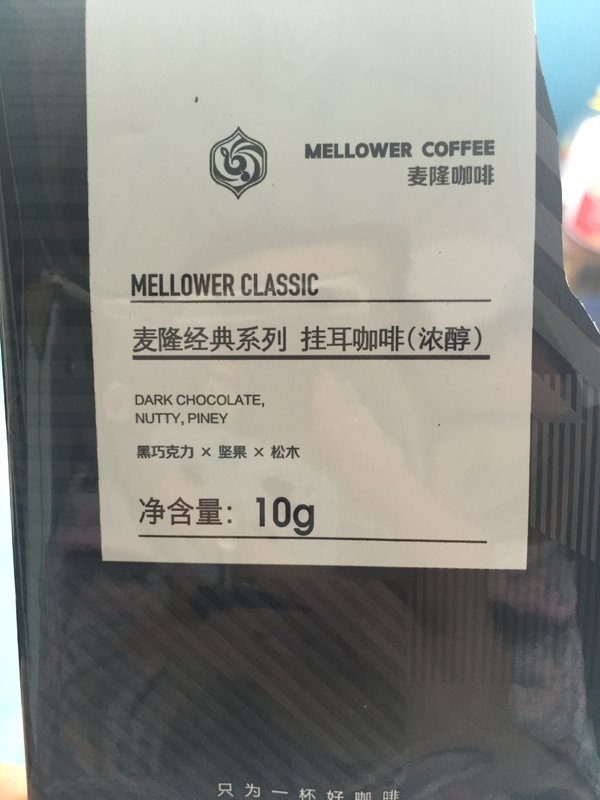 MELLOWER COFFEE
麦隆咖啡
MELLOWER CLASSIC
麦隆经典系列 挂耳咖啡(浓醇)
DARK CHOCOLATE,
NUTTY, PINEY
黑巧克力 × 坚果 × 松木
净含量: 10g
只为一杯好咖啡